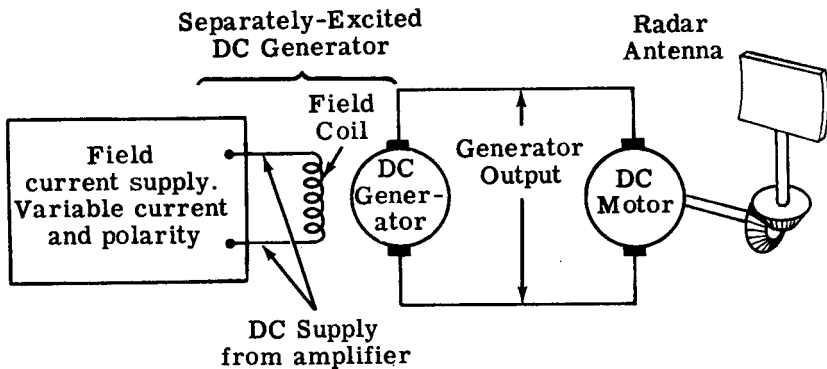 Separately-Excited
DC Generator
Radar
Antenna
Field
Coil
Field
current supply.
Variable current
and polarity
DC
Gener-
ator
Generator
Output
DC
Motor
DC Supply
from amplifier